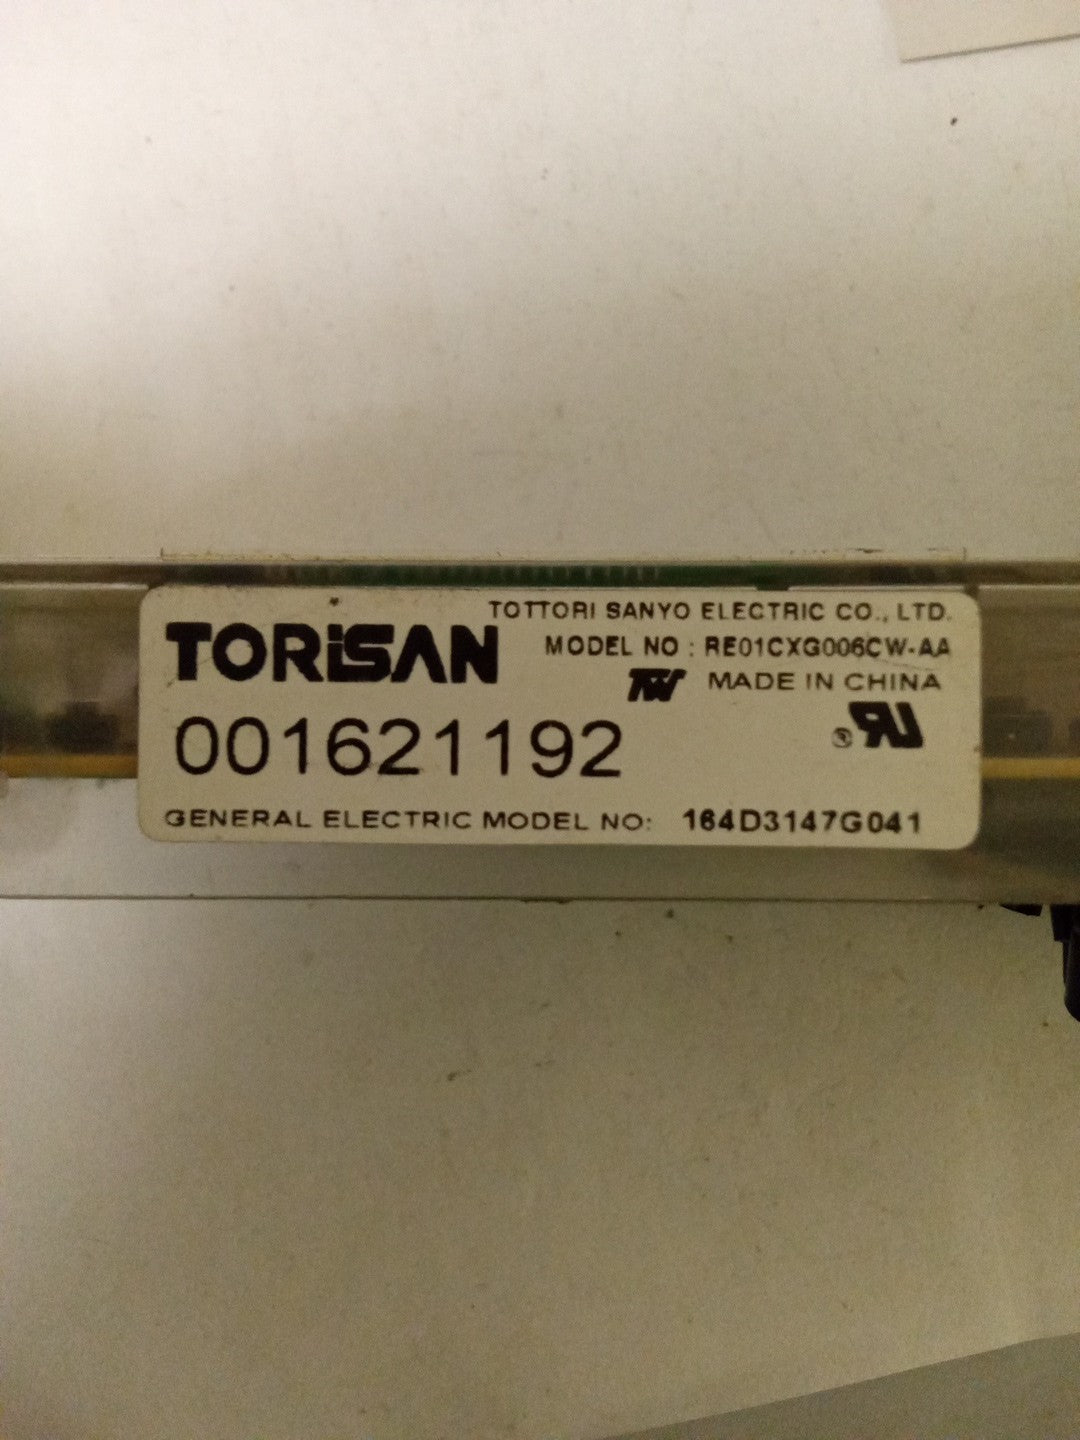 TOTTORI SANYO ELECTRIC CO., LTD.
TORiSAN
MODEL NO : RE01CXG006CW-AA
MADE IN CHINA
001621192
GENERAL ELECTRIC MODEL NO: 164D3147G041